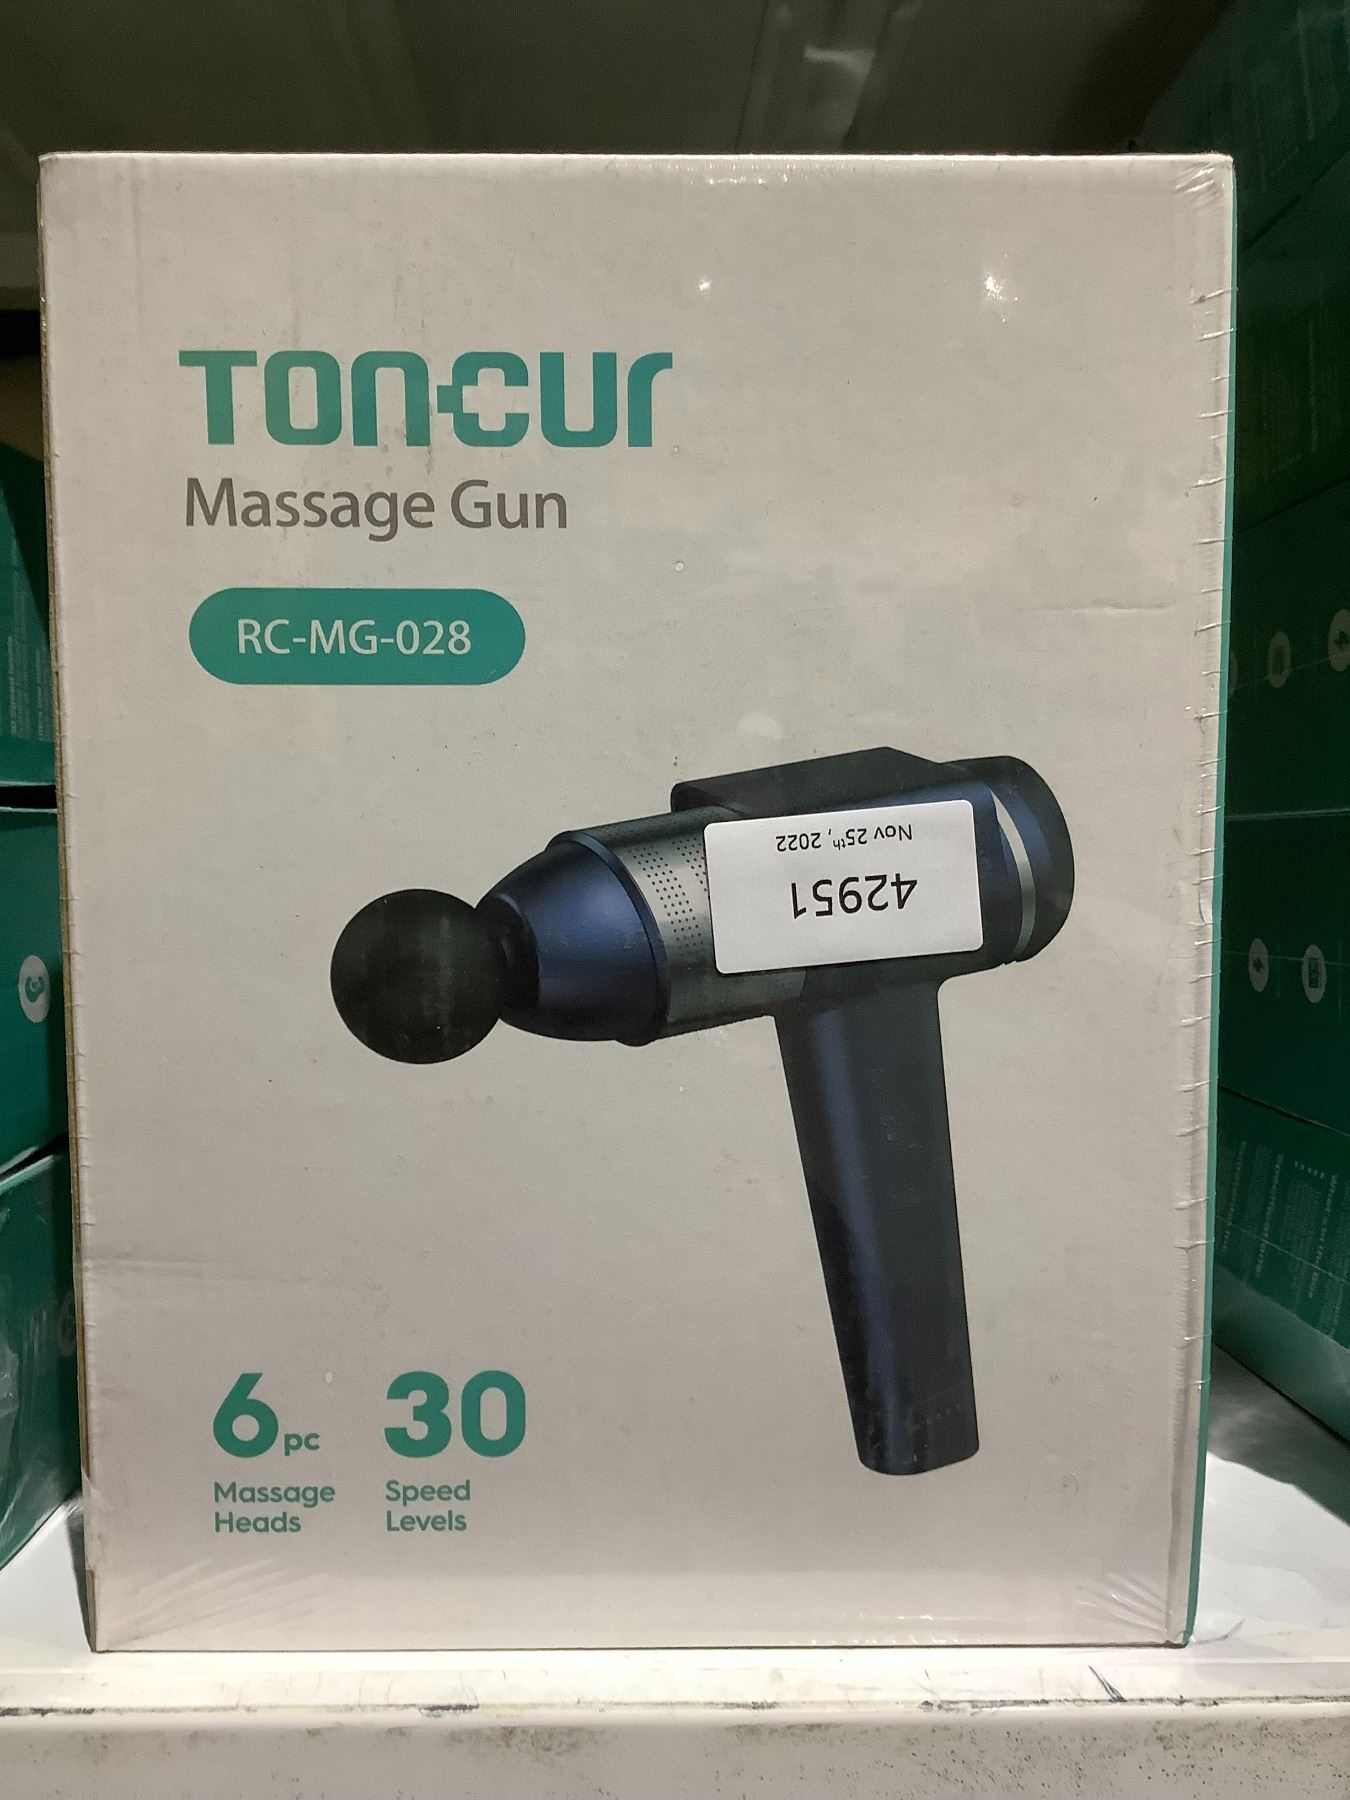 TONCUR
Massage Gun
RC-MG-028
Nov 25th, 2022
42951
6pc
Massage
Heads
30
Speed
Levels